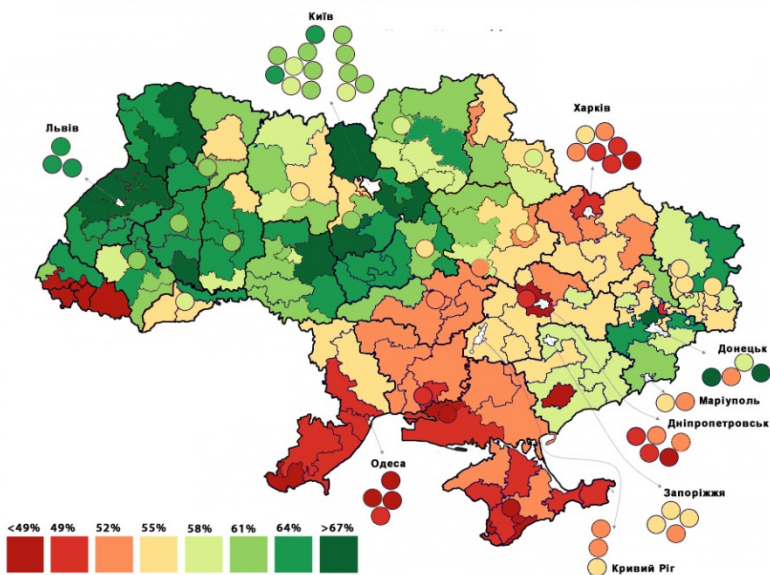 Київ
Харків
Львів
Донецьк
Маріуполь
Дніпропетровськ
Одеса
Запоріжжя
<49% 49% 52% 55% 58% 61% 64% >67%
Кривий Ріг